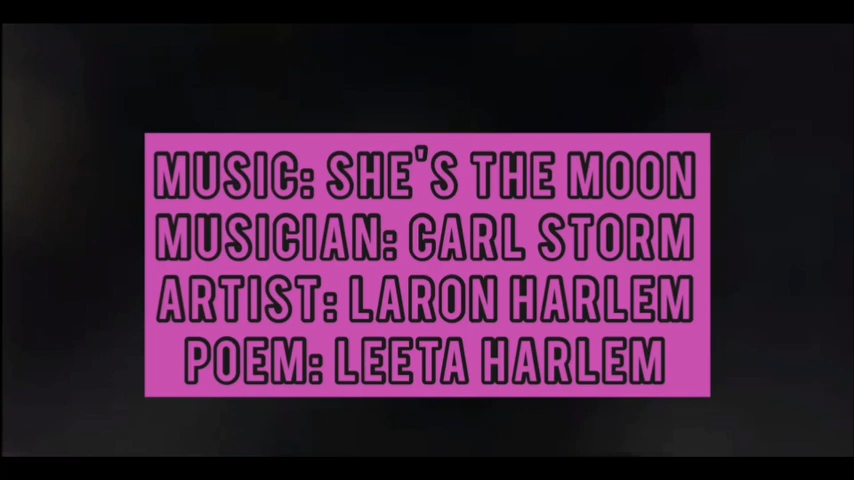 MUSIC: SHE'S THE MOON
MUSICIAN: CARL STORM
ARTIST: LARON HARLEM
POEM: LEETA HARLEM